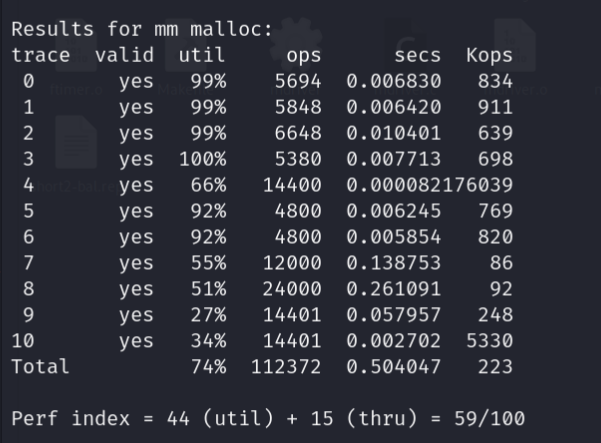 Results for mm malloc:
trace valid util ops secs Kops
0 yes 99% 5694 0.006830 834
1 yes 99% 5848 0.006420 911
2 yes 99% 6648 0.010401 639
3 yes 100% 5380 0.007713 698
4 yes 66% 14400 0.000082176039
5 yes 92% 4800 0.006245 769
6 yes 92% 4800 0.005854 820
7 yes 55% 12000 0.138753 86
8 yes 51% 24000 0.261091 92
9 yes 27% 14401 0.057957 248
10 yes 34% 14401 0.002702 5330
Total 74% 112372 0.504047 223
Perf index = 44 (util) + 15 (thru) = 59/100